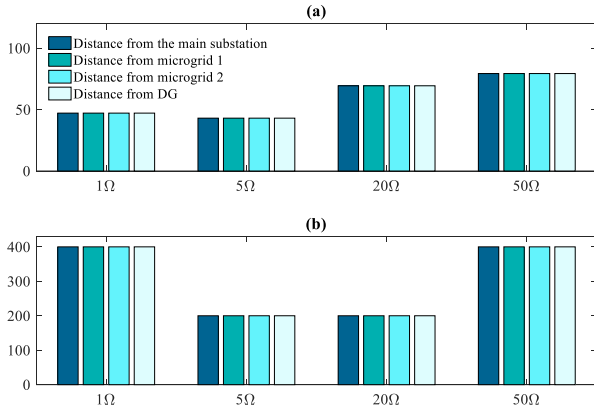 (a)
100
Distance from the main substation
Distance from microgrid 1
Distance from microgrid 2
Distance from DG
50
0
1Ω 5Ω 20Ω 50Ω
(b)
400
300
200
100
0
1Ω 5Ω 20Ω 50Ω